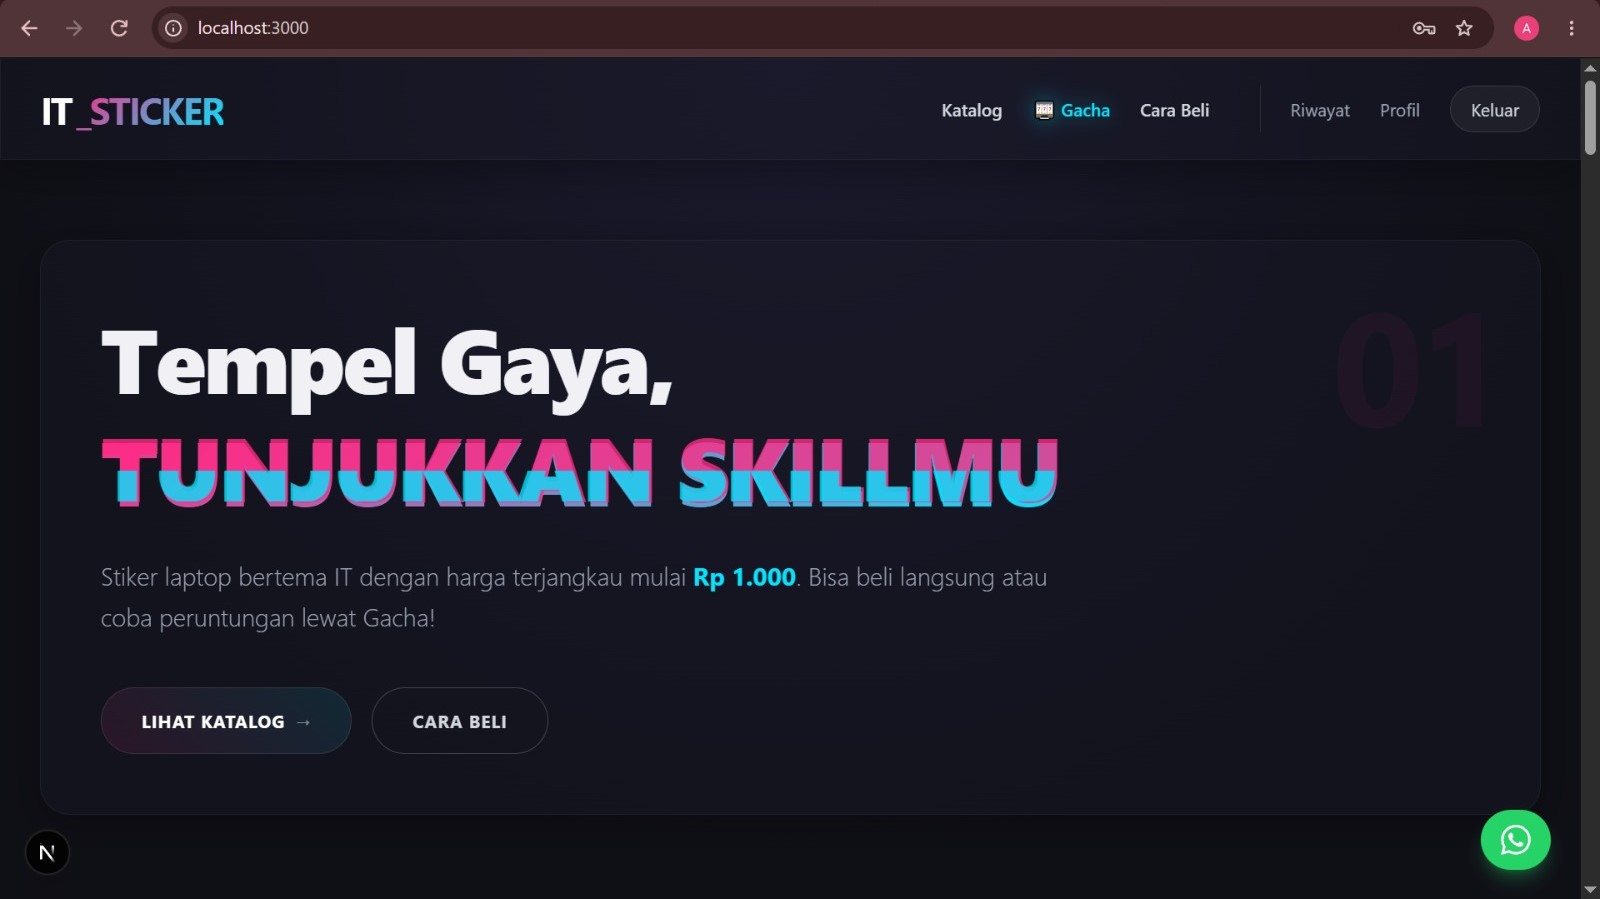 localhost:3000
A
IT_STICKER
Katalog
Gacha
Cara Beli
Riwayat
Profil
Keluar
01
Tempel Gaya,
TUNJUKKAN SKILLMU
Stiker laptop bertema IT dengan harga terjangkau mulai Rp 1.000. Bisa beli langsung atau
coba peruntungan lewat Gacha!
LIHAT KATALOG →
CARA BELI
N